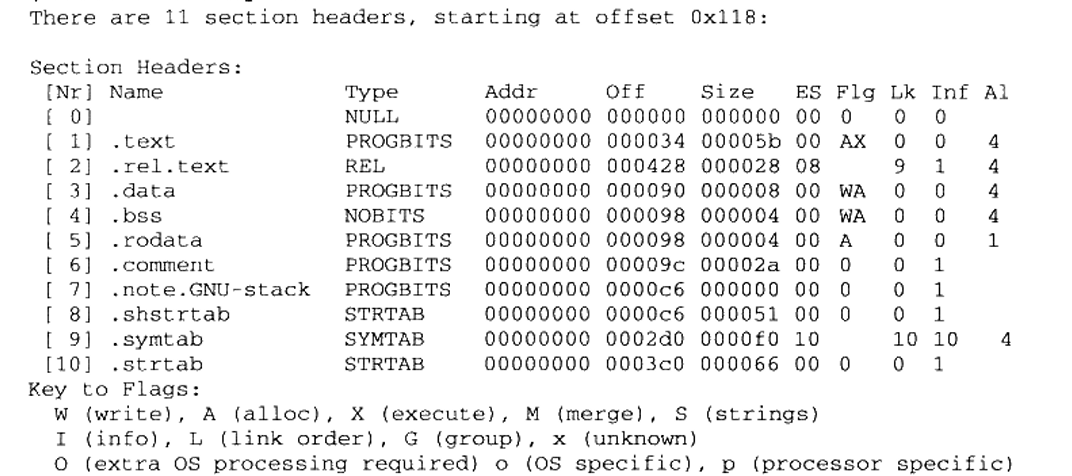 There are 11 section headers, starting at offset 0x118:
Section Headers:
[Nr] Name Type Addr Off Size ES Flg Lk Inf Al
[ 0] NULL 00000000 000000 000000 00 0 0 0
[ 1] .text PROGBITS 00000000 000034 00005b 00 AX 0 0 4
[ 2] .rel.text REL 00000000 000428 000028 08 9 1 4
[ 3] .data PROGBITS 00000000 000090 000008 00 WA 0 0 4
[ 4] .bss NOBITS 00000000 000098 000004 00 WA 0 0 4
[ 5] .rodata PROGBITS 00000000 000098 000004 00 A 0 0 1
[ 6] .comment PROGBITS 00000000 00009c 00002a 00 0 0 1
[ 7] .note.GNU-stack PROGBITS 00000000 0000c6 000000 00 0 0 1
[ 8] .shstrtab STRTAB 00000000 0000c6 000051 00 0 0 1
[ 9] .symtab SYMTAB 00000000 0002d0 0000f0 10 10 10 4
[10] .strtab STRTAB 00000000 0003c0 000066 00 0 0 1
Key to Flags:
W (write), A (alloc), X (execute), M (merge), S (strings)
I (info), L (link order), G (group), x (unknown)
O (extra OS processing required) o (OS specific), p (processor specific)